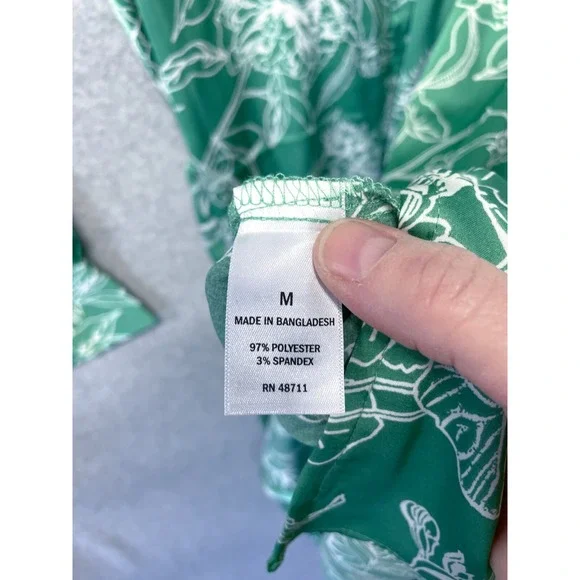 M
MADE IN BANGLADESH
97% POLYESTER
3% SPANDEX
RN 48711